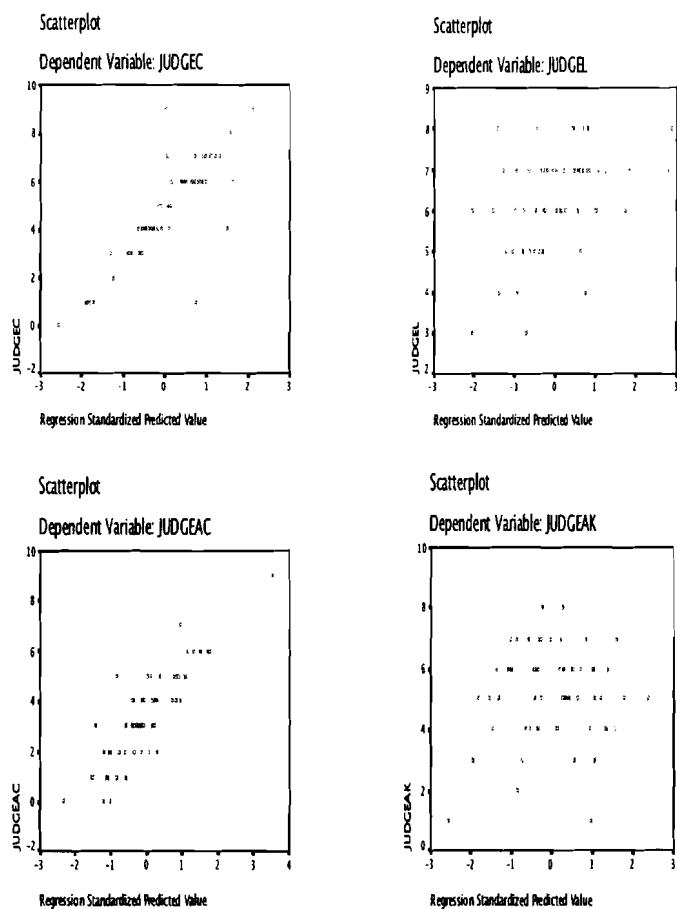 Scatterplot
Dependent Variable: JUDGEC
10
8
6
4
2
0
-2
JUDGEC
-3 -2 -1 0 1 2 3
Regression Standardized Predicted Value
Scatterplot
Dependent Variable: JUDGEL
9
8
7
6
5
4
3
2
JUDGEL
-3 -2 -1 0 1 2 3
Regression Standardized Predicted Value
Scatterplot
Dependent Variable: JUDGEAC
10
8
6
4
2
0
-2
JUDGEAC
-3 -2 -1 0 1 2 3 4
Regression Standardized Predicted Value
Scatterplot
Dependent Variable: JUDGEAK
10
8
6
4
2
0
JUDGEAK
-3 -2 -1 0 1 2 3
Regression Standardized Predicted Value